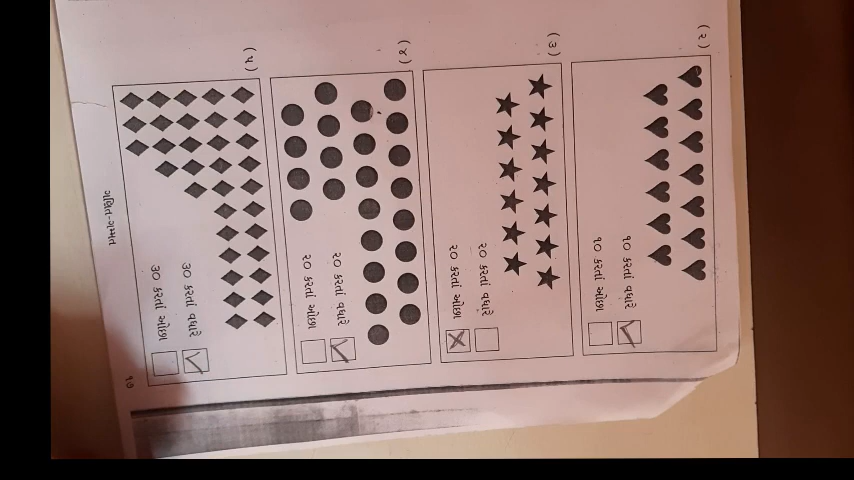 (૨)
૧૦ કરતાં વધારે
૧૦ કરતાં ઓછા
(૩)
૨૦ કરતાં વધારે
૨૦ કરતાં ઓછા
(૪)
૨૦ કરતાં વધારે
૨૦ કરતાં ઓછા
(૫)
૩૦ કરતાં વધારે
૩૦ કરતાં ઓછા
ગણિત-ગમ્મત
૧૭